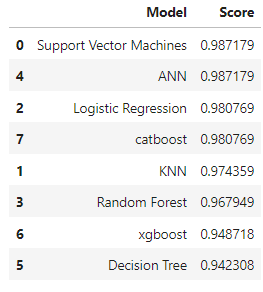 Model Score
0 Support Vector Machines 0.987179
4 ANN 0.987179
2 Logistic Regression 0.980769
7 catboost 0.980769
1 KNN 0.974359
3 Random Forest 0.967949
6 xgboost 0.948718
5 Decision Tree 0.942308